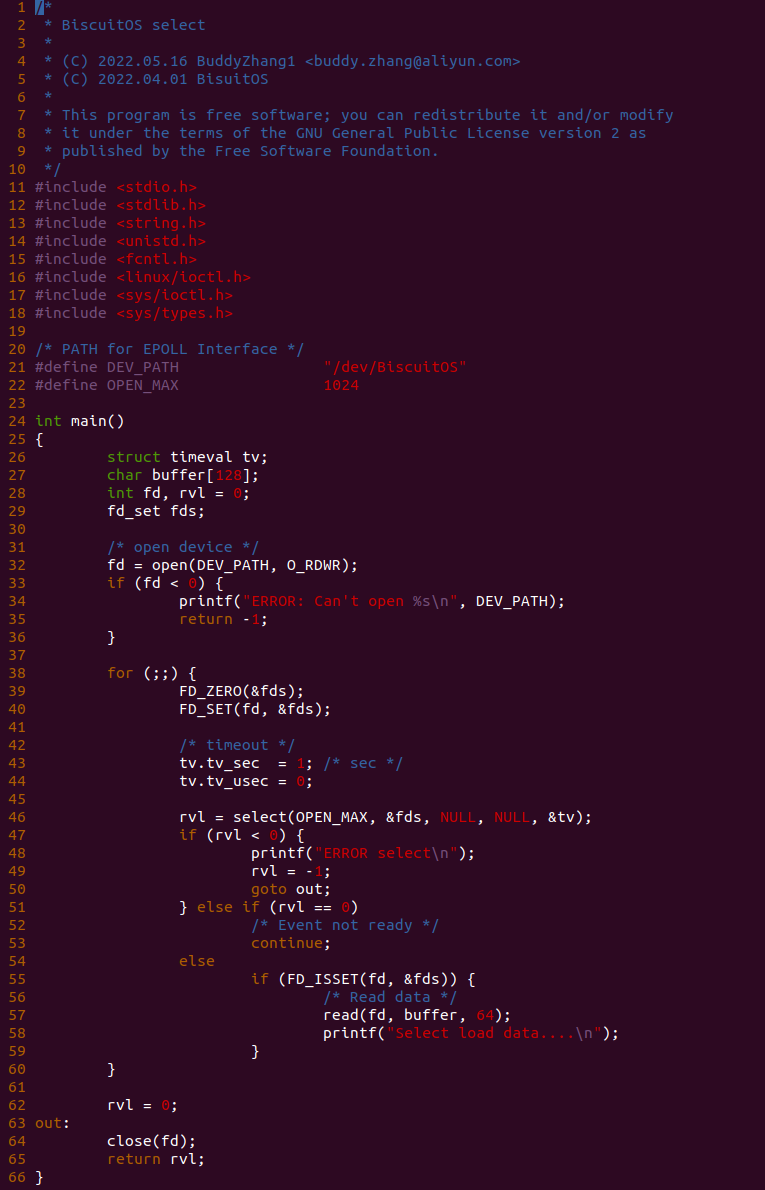 1 /*
2  * BiscuitOS select
3  *
4  * (C) 2022.05.16 BuddyZhang1 <buddy.zhang@aliyun.com>
5  * (C) 2022.04.01 BisuitOS
6  *
7  * This program is free software; you can redistribute it and/or modify
8  * it under the terms of the GNU General Public License version 2 as
9  * published by the Free Software Foundation.
10  */
11 #include <stdio.h>
12 #include <stdlib.h>
13 #include <string.h>
14 #include <unistd.h>
15 #include <fcntl.h>
16 #include <linux/ioctl.h>
17 #include <sys/ioctl.h>
18 #include <sys/types.h>
19
20 /* PATH for EPOLL Interface */
21 #define DEV_PATH                "/dev/BiscuitOS"
22 #define OPEN_MAX                1024
23
24 int main()
25 {
26         struct timeval tv;
27         char buffer[128];
28         int fd, rvl = 0;
29         fd_set fds;
30
31         /* open device */
32         fd = open(DEV_PATH, O_RDWR);
33         if (fd < 0) {
34                 printf("ERROR: Can't open %s\n", DEV_PATH);
35                 return -1;
36         }
37
38         for (;;) {
39                 FD_ZERO(&fds);
40                 FD_SET(fd, &fds);
41
42                 /* timeout */
43                 tv.tv_sec  = 1; /* sec */
44                 tv.tv_usec = 0;
45
46                 rvl = select(OPEN_MAX, &fds, NULL, NULL, &tv);
47                 if (rvl < 0) {
48                         printf("ERROR select\n");
49                         rvl = -1;
50                         goto out;
51                 } else if (rvl == 0)
52                         /* Event not ready */
53                         continue;
54                 else
55                         if (FD_ISSET(fd, &fds)) {
56                                 /* Read data */
57                                 read(fd, buffer, 64);
58                                 printf("Select load data....\n");
59                         }
60         }
61
62         rvl = 0;
63 out:
64         close(fd);
65         return rvl;
66 }